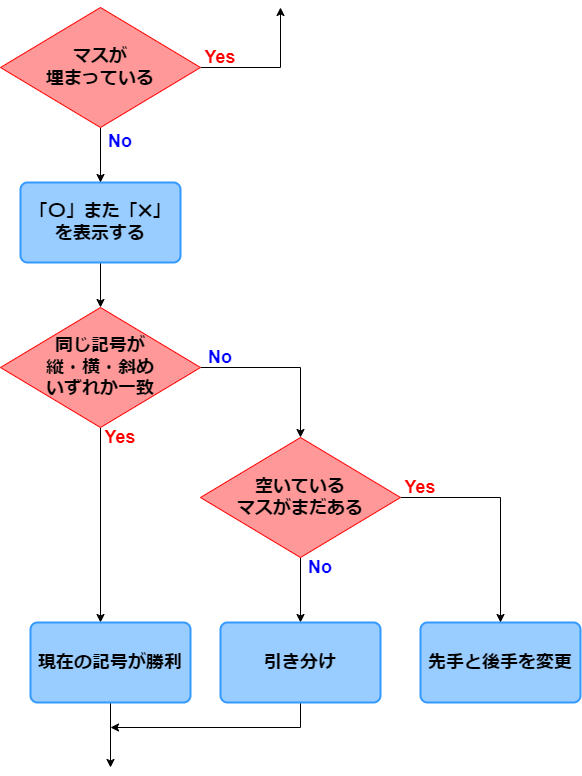 マスが
埋まっている
Yes
No
「〇」また「×」
を表示する
同じ記号が
縦・横・斜め
いずれか一致
No
Yes
空いている
マスがまだある
Yes
No
現在の記号が勝利
引き分け
先手と後手を変更